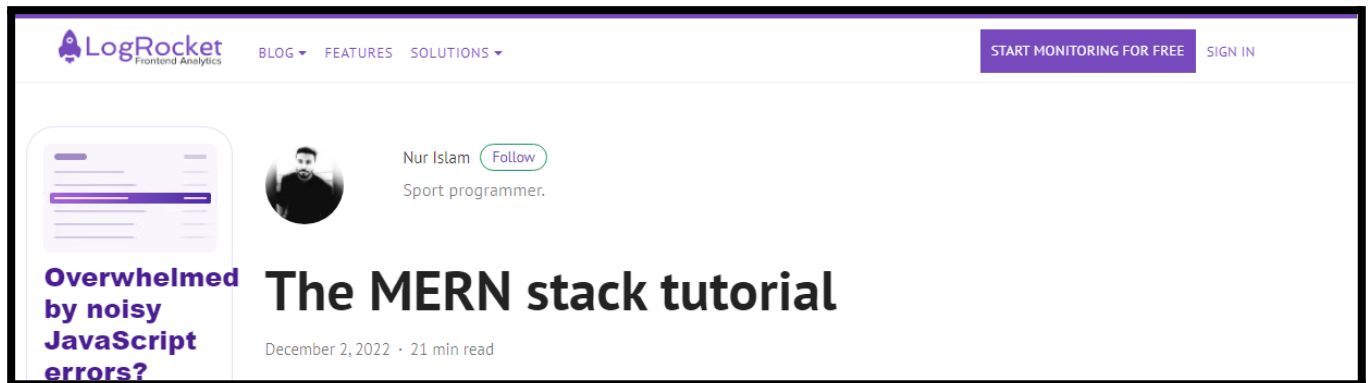 LogRocket
Frontend Analytics
BLOG FEATURES SOLUTIONS
START MONITORING FOR FREE SIGN IN
Nur Islam Follow
Sport programmer.
The MERN stack tutorial
December 2, 2022 · 21 min read
Overwhelmed
by noisy
JavaScript
errors?